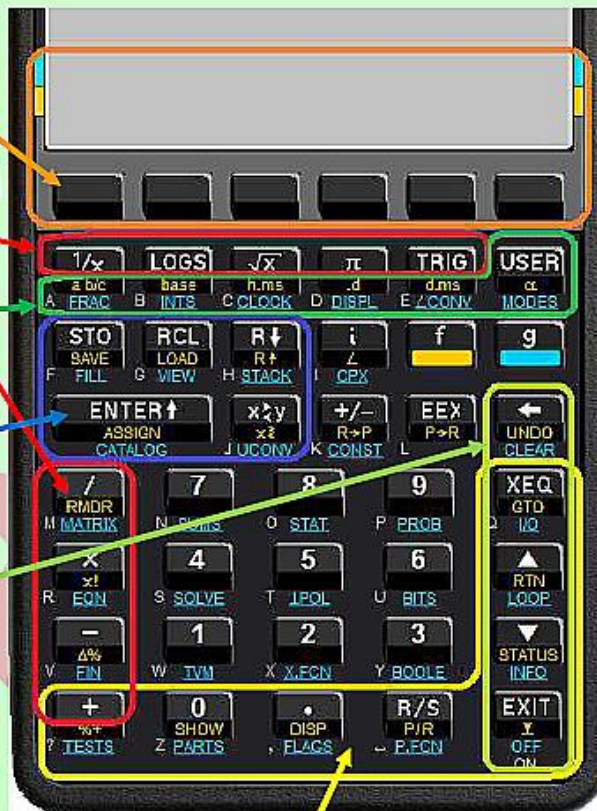 1/x LOGS √x π TRIG USER
a b/c base h.ms .d d.ms α
A FRAC B INTS C CLOCK D DISPL E ∠CONV MODES
STO RCL R↓ i f g
SAVE LOAD R↑ ∠
F FILL G VIEW H STACK I CPX
ENTER↑ x⇄y +/− EEX ←
ASSIGN R→P P→R UNDO
CATALOG J UCONV K CONST L CLEAR
/ 7 8 9 XEQ
RMDR GTO
M MATRIX N SUMS O STAT P PROB Q I/O
× 4 5 6 ▲
x! RTN
R EQN S SOLVE T U BITS LOOP
− 1 2 3 ▼
Δ% STATUS
V FIN W TVM X X.FCN Y BOOLE INFO
+ 0 . R/S EXIT
%+ SHOW DISP P/R
? TESTS Z PARTS , FLAGS P.FCN OFF
ON